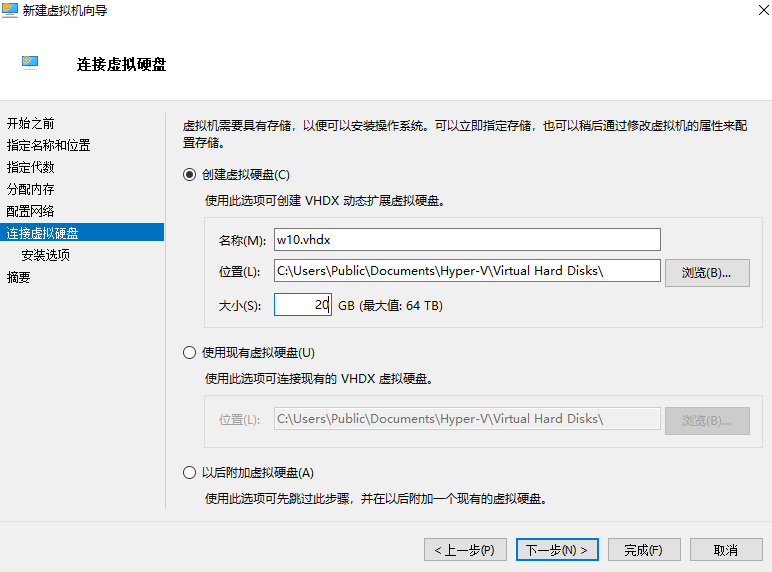 新建虚拟机向导
连接虚拟硬盘
开始之前
指定名称和位置
指定代数
分配内存
配置网络
连接虚拟硬盘
安装选项
摘要
虚拟机需要具有存储，以便可以安装操作系统。可以立即指定存储，也可以稍后通过修改虚拟机的属性来配
置存储。
创建虚拟硬盘(C)
使用此选项可创建 VHDX 动态扩展虚拟硬盘。
名称(M): w10.vhdx
位置(L): C:\Users\Public\Documents\Hyper-V\Virtual Hard Disks\ 浏览(B)...
大小(S): 20 GB (最大值: 64 TB)
使用现有虚拟硬盘(U)
使用此选项可连接现有的 VHDX 虚拟硬盘。
位置(L): C:\Users\Public\Documents\Hyper-V\Virtual Hard Disks\ 浏览(B)...
以后附加虚拟硬盘(A)
使用此选项可先跳过此步骤，并在以后附加一个现有的虚拟硬盘。
< 上一步(P) 下一步(N) > 完成(F) 取消